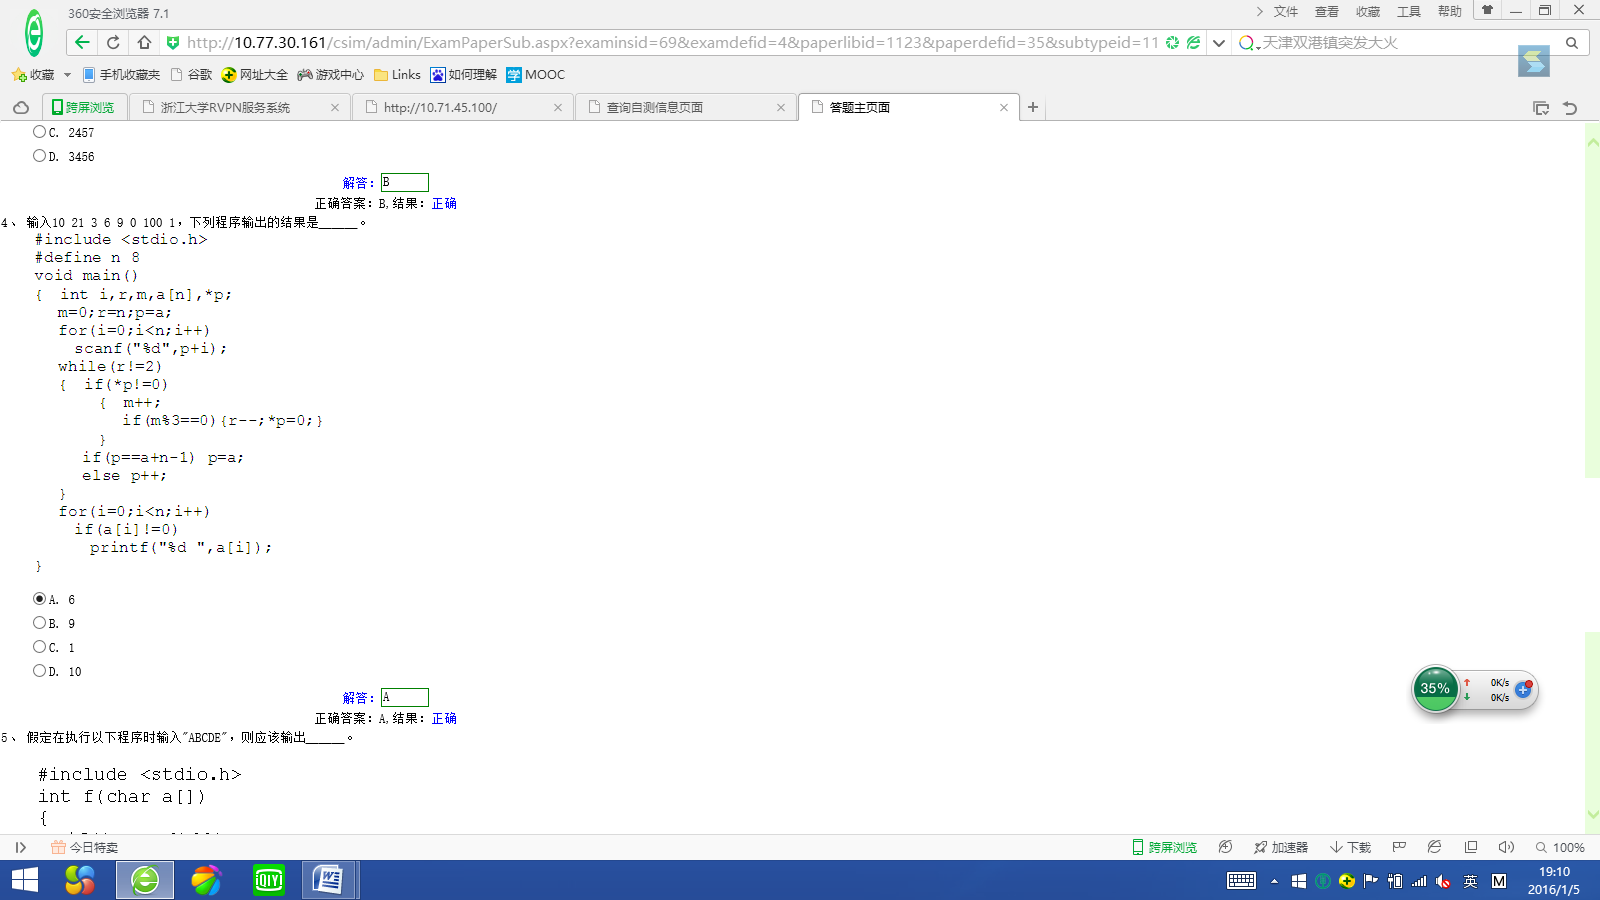 360安全浏览器 7.1
文件 查看 收藏 工具 帮助
http://10.77.30.161/csim/admin/ExamPaperSub.aspx?examinsid=69&examdefid=4&paperlibid=1123&paperdefid=35&subtypeid=11
天津双港镇突发大火
收藏 手机收藏夹 谷歌 网址大全 游戏中心 Links 如何理解 学 MOOC
跨屏浏览 浙江大学RVPN服务系统 http://10.71.45.100/ 查询自测信息页面 答题主页面
C. 2457
D. 3456
解答: B
正确答案: B,结果: 正确
4、 输入10 21 3 6 9 0 100 1, 下列程序输出的结果是______。
#include <stdio.h>
#define n 8
void main()
{ int i,r,m,a[n],*p;
m=0;r=n;p=a;
for(i=0;i<n;i++)
scanf("%d",p+i);
while(r!=2)
{ if(*p!=0)
{ m++;
if(m%3==0){r--;*p=0;}
}
if(p==a+n-1) p=a;
else p++;
}
for(i=0;i<n;i++)
if(a[i]!=0)
printf("%d ",a[i]);
}
A. 6
B. 9
C. 1
D. 10
解答: A
正确答案: A,结果: 正确
5、 假定在执行以下程序时输入"ABCDE", 则应该输出______。
#include <stdio.h>
int f(char a[])
{
35% 0K/s
0K/s
今日特卖 跨屏浏览 加速器 下载 100%
QIY 英 M 19:10
2016/1/5